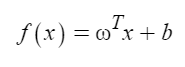 f(x) = ω^T x + b